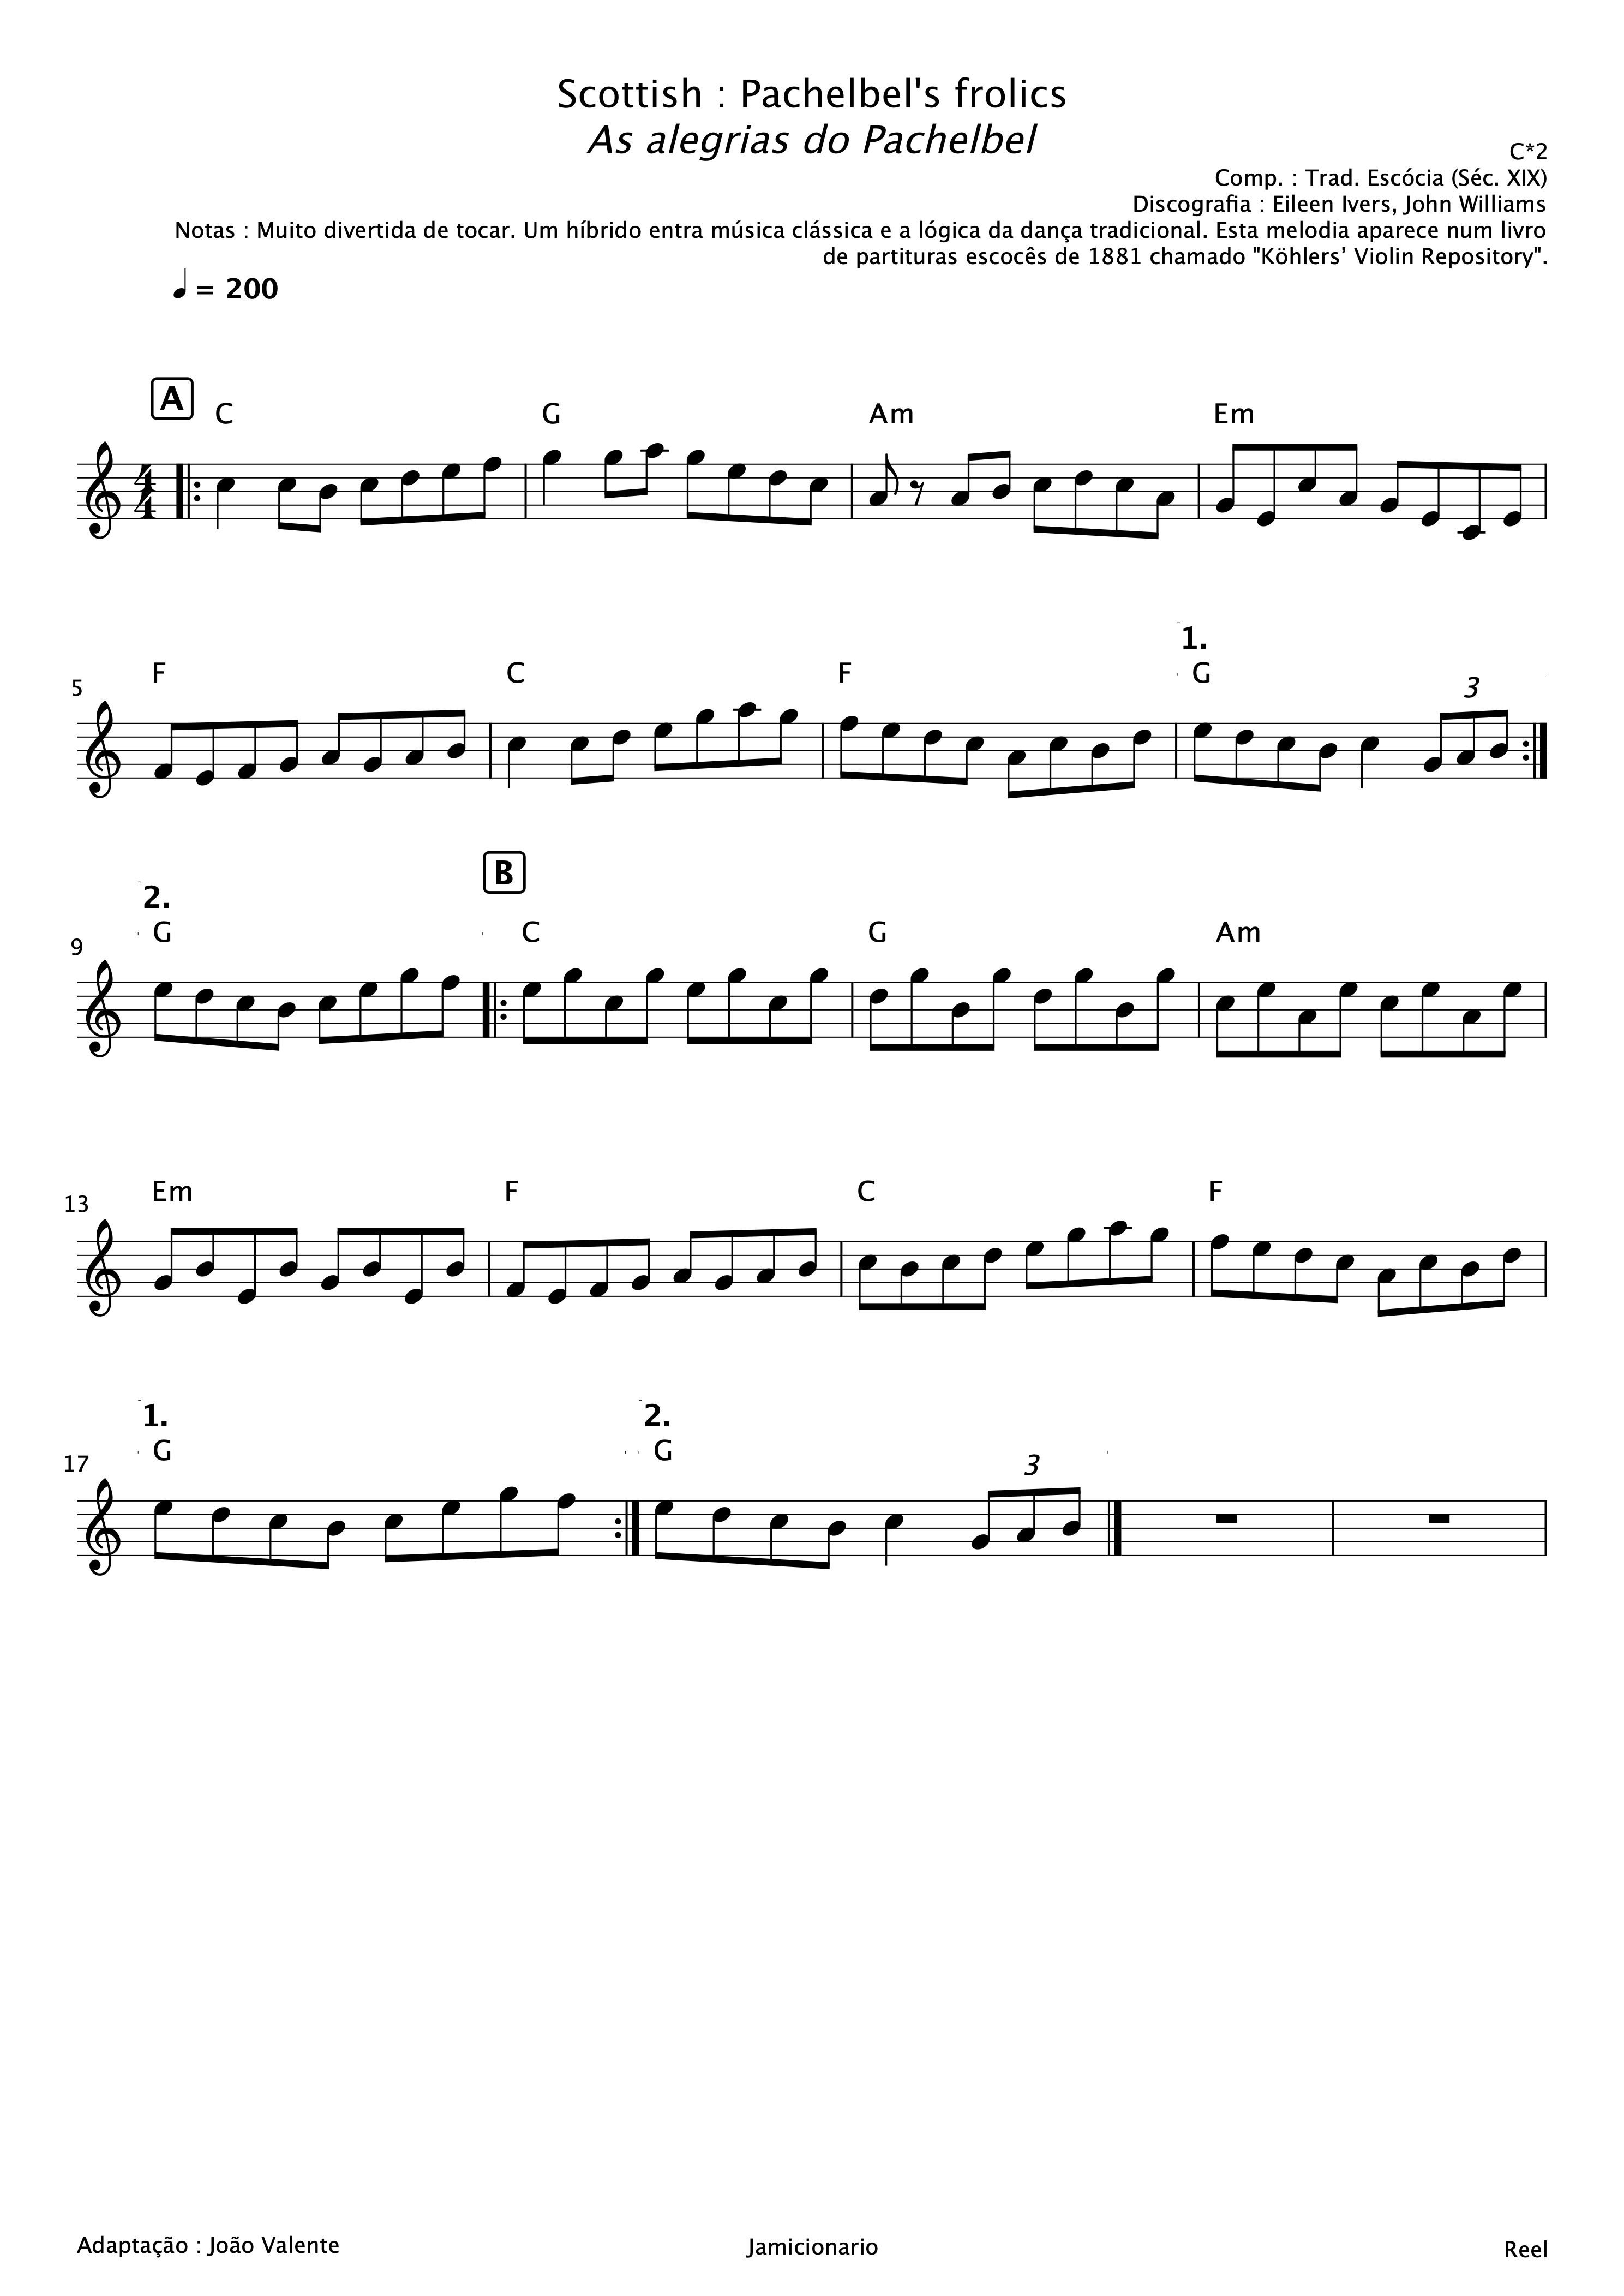 Scottish : Pachelbel's frolics
As alegrias do Pachelbel
C*2
Comp. : Trad. Escócia (Séc. XIX)
Discografia : Eileen Ivers, John Williams
Notas : Muito divertida de tocar. Um híbrido entra música clássica e a lógica da dança tradicional. Esta melodia aparece num livro
de partituras escocês de 1881 chamado "Köhlers’ Violin Repository".
= 200
A
C G Am Em
4
4
1.
5 F C F G 3
2. B
9 G C G Am
13 Em F C F
1. 2.
17 G G 3
Adaptação : João Valente Jamicionario Reel